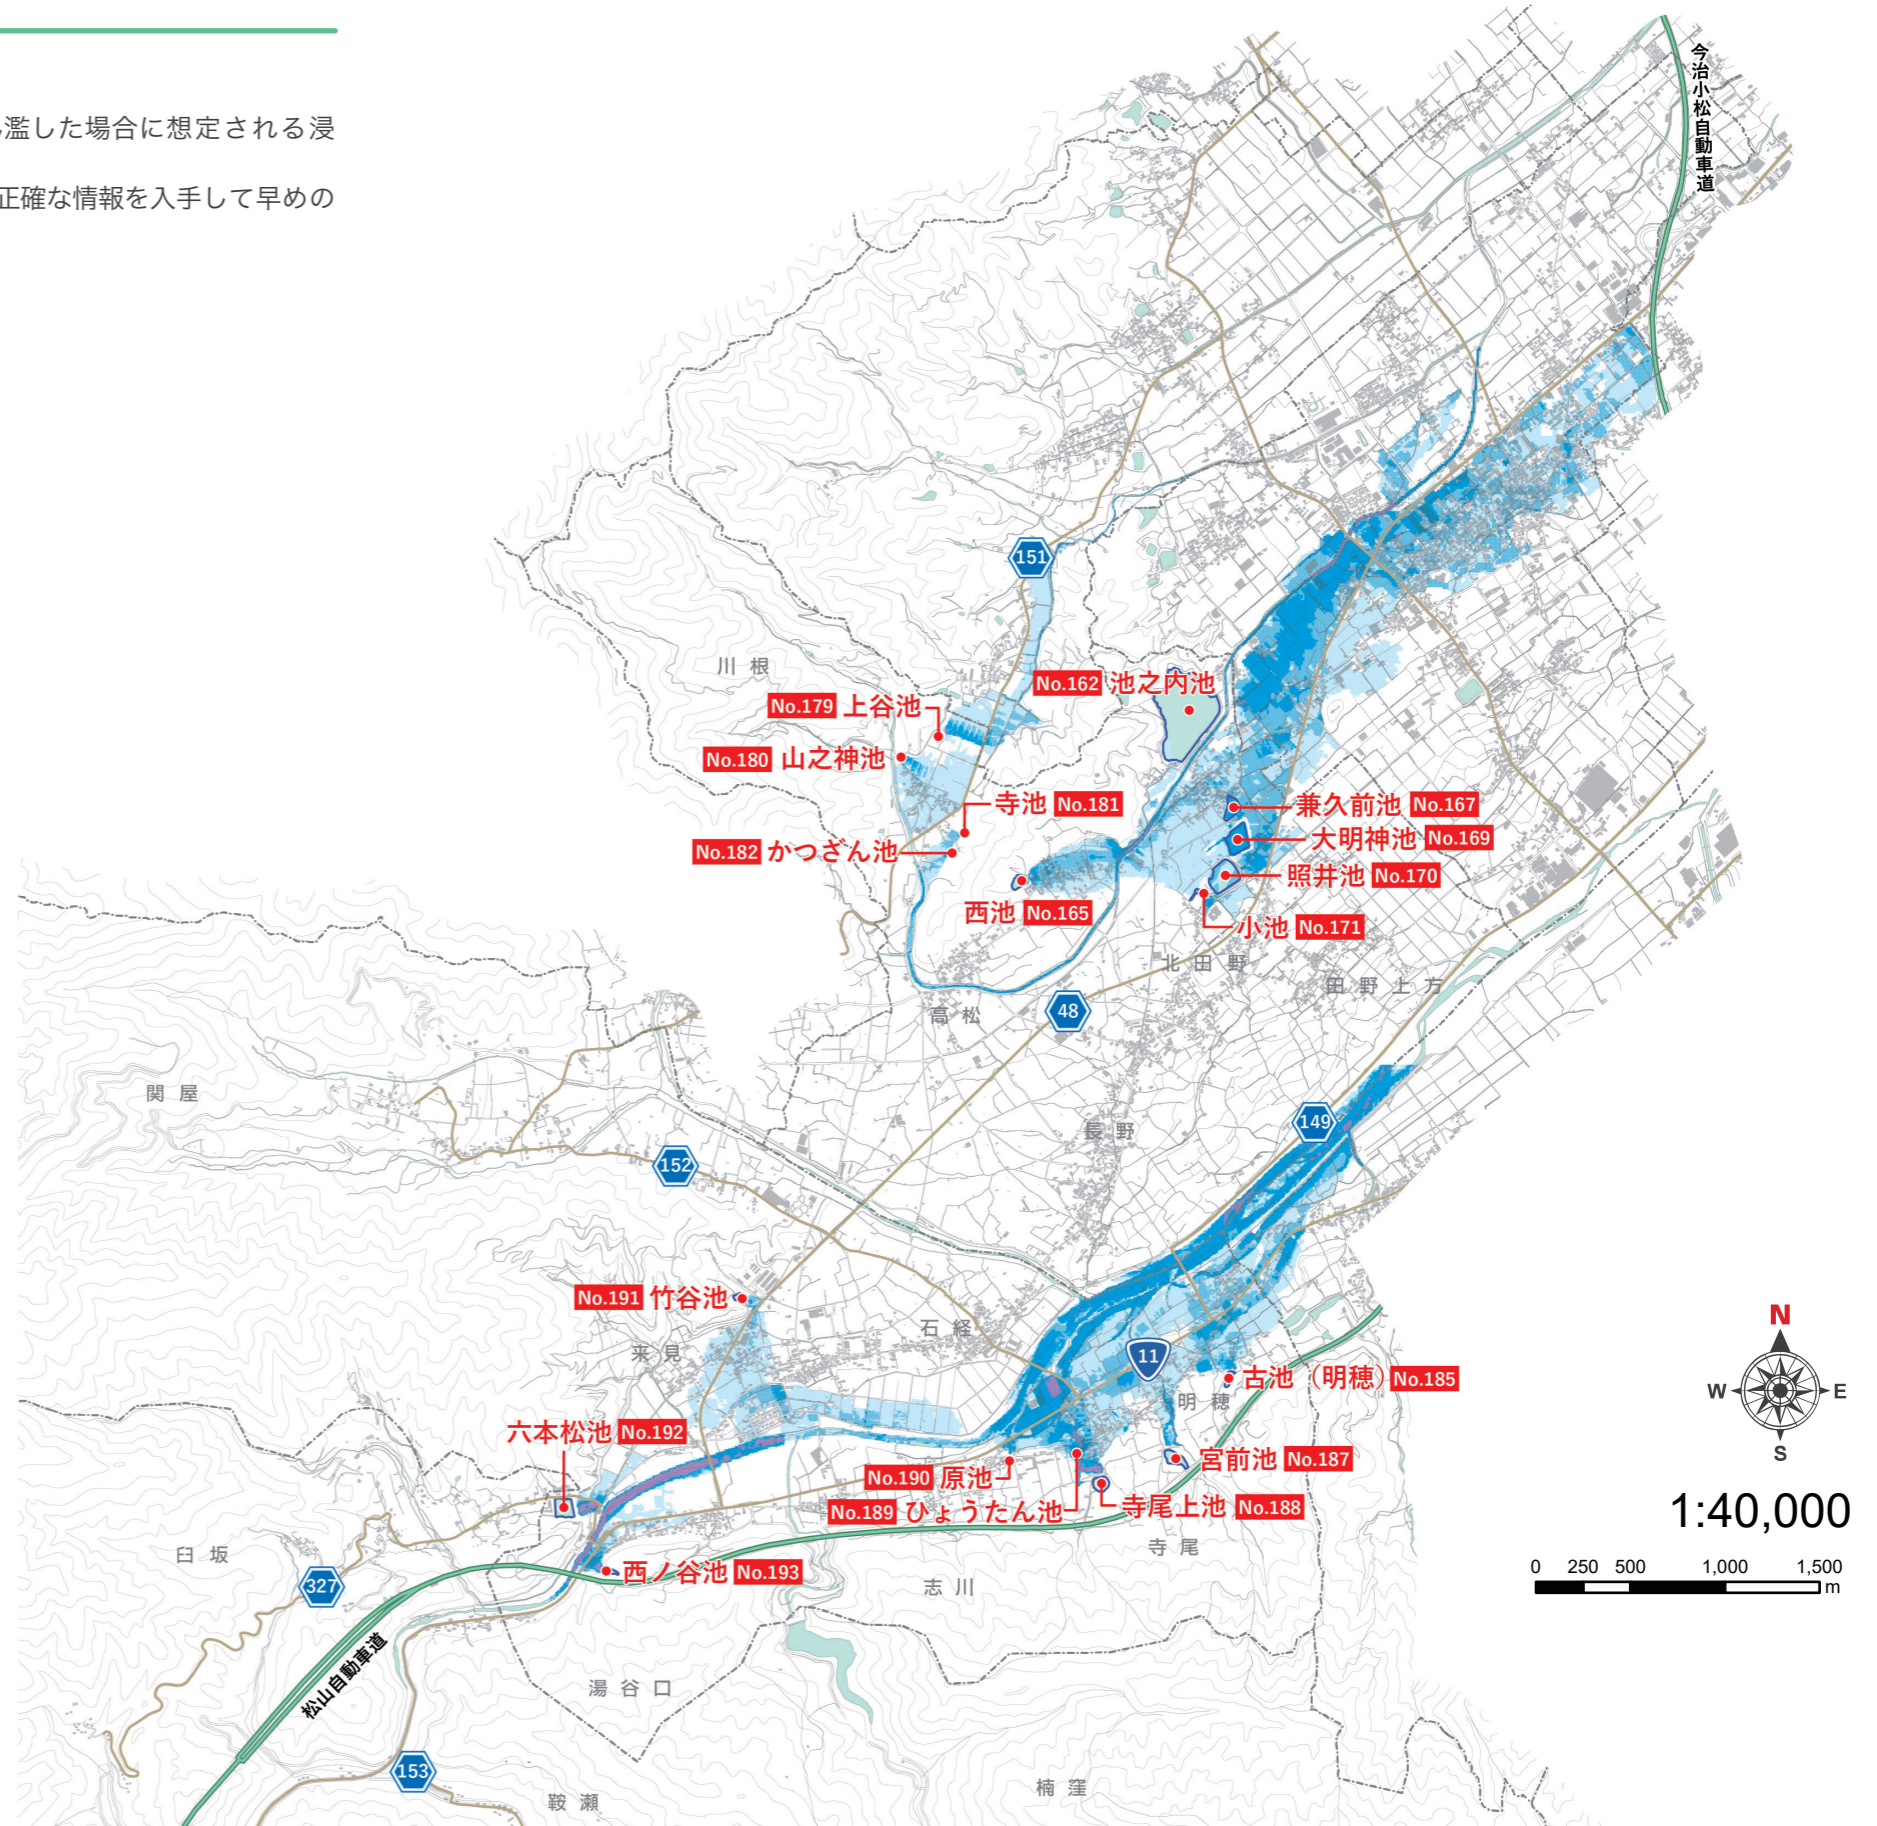 し濫した場合に想定される浸
正確な情報を入手して早めの
今治小松自動車道
151
川根
No.162 池之内池
No.179 上谷池
No.180 山之神池
寺池 No.181
兼久前池 No.167
大明神池 No.169
No.182 かつざん池
照井池 No.170
西池 No.165
小池 No.171
北田野
田野上方
高松
48
関屋
149
長野
152
No.191 竹谷池
石経
来見
11
古池（明穂） No.185
明穂
六本松池 No.192
宮前池 No.187
No.190 原池
No.189 ひょうたん池
寺尾上池 No.188
寺尾
臼坂
西ノ谷池 No.193
327
志川
松山自動車道
湯谷口
153
鞍瀬
楠窪
N
W E
S
1:40,000
0 250 500 1,000 1,500
m